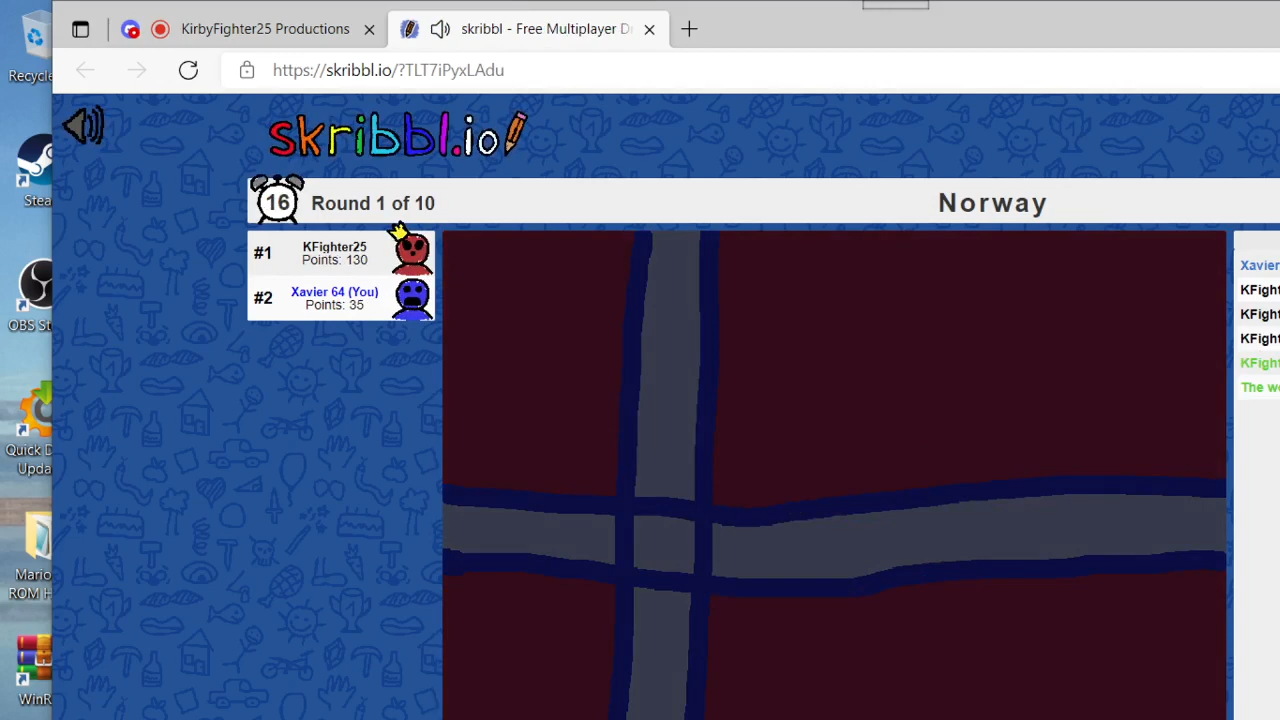 KirbyFighter25 Productions
skribbl - Free Multiplayer
https://skribbl.io/?TLT7iPyxLAdu
Recycle
skribbl.io
16
Round 1 of 10
Norway
#1
KFighter25
Points: 130
#2
Xavier 64 (You)
Points: 35
Xavier
KFight
KFight
KFight
KFight
The
Stea
OBS St
Quick D
Upda
Mario
ROM H
WinR